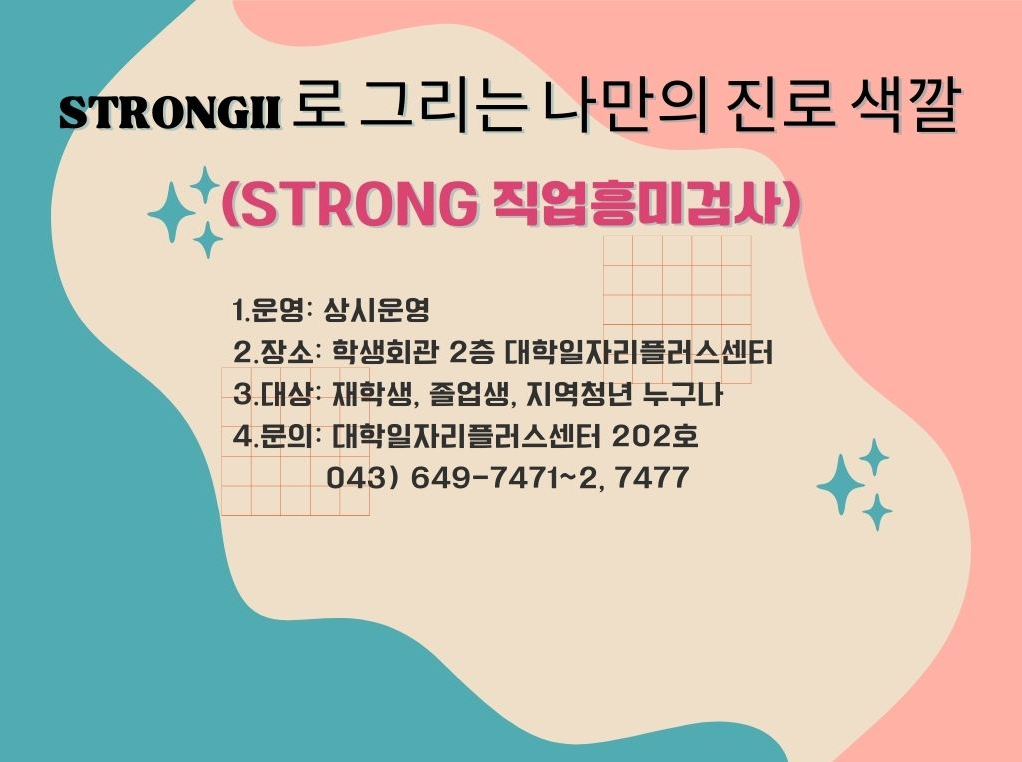 STRONGII 로 그리는 나만의 진로 색깔
(STRONG 직업흥미검사)
1.운영: 상시운영
2.장소: 학생회관 2층 대학일자리플러스센터
3.대상: 재학생, 졸업생, 지역청년 누구나
4.문의: 대학일자리플러스센터 202호
043) 649-7471~2, 7477